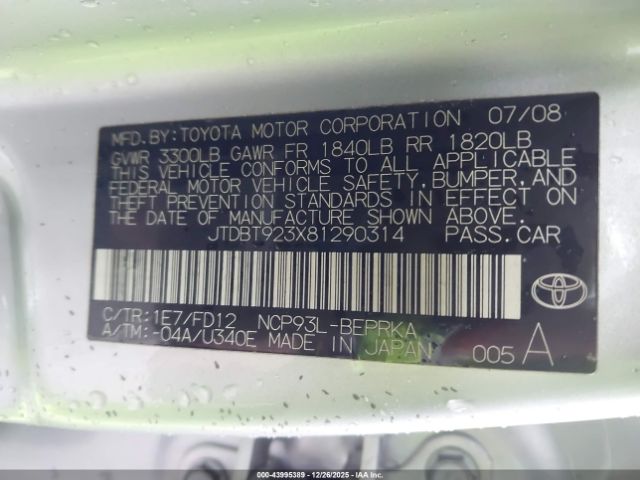 MFD. BY: TOYOTA MOTOR CORPORATION 07/08
GVWR 3300LB GAWR FR 1840LB RR 1820LB
THIS VEHICLE CONFORMS TO ALL APPLICABLE
FEDERAL MOTOR VEHICLE SAFETY, BUMPER, AND
THEFT PREVENTION STANDARDS IN EFFECT ON
THE DATE OF MANUFACTURE SHOWN ABOVE.
JTDBT923X81290314 PASS. CAR
C/TR: 1E7/FD12 NCP93L-BEPRKA
A/TM: -04A/U340E MADE IN JAPAN 005 A
000-43995389 - 12/26/2025 - IAAI.COM